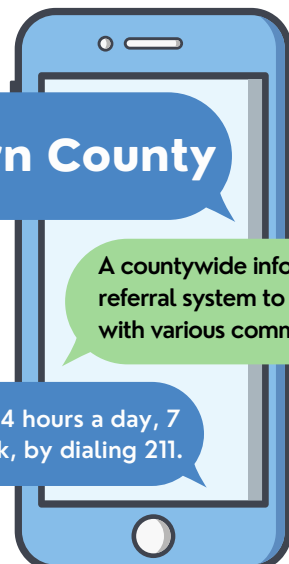 n County
A countywide info
referral system to
with various comm
4 hours a day, 7
k, by dialing 211.